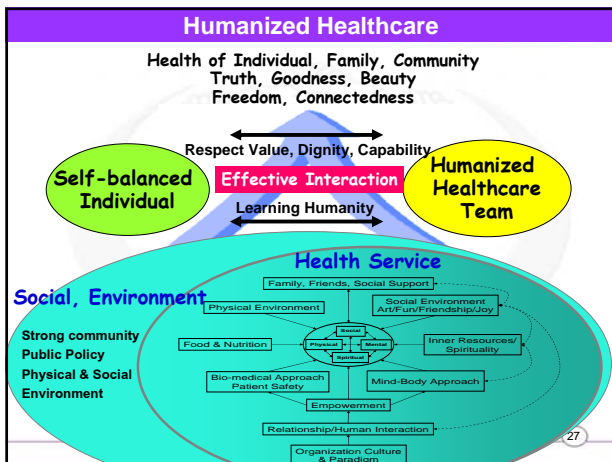 Humanized Healthcare
Health of Individual, Family, Community
Truth, Goodness, Beauty
Freedom, Connectedness
Respect Value, Dignity, Capability
Self-balanced
Individual
Effective Interaction
Humanized
Healthcare
Team
Learning Humanity
Health Service
Social, Environment
Strong community
Public Policy
Physical & Social
Environment
Family, Friends, Social Support
Physical Environment
Social Environment
Art/Fun/Friendship/Joy
Social
Food & Nutrition
Physical
Mental
Inner Resources/
Spirituality
Spiritual
Bio-medical Approach
Patient Safety
Mind-Body Approach
Empowerment
Relationship/Human Interaction
Organization Culture
& Paradigm
27